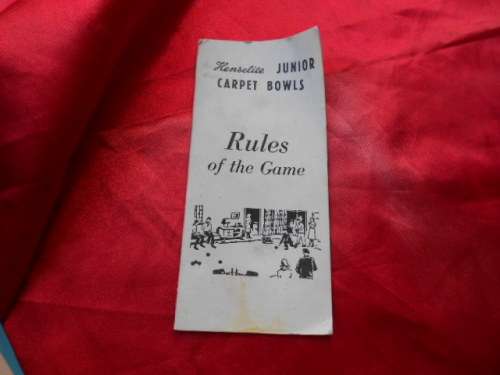 Henselite JUNIOR
CARPET BOWLS
Rules
of the Game